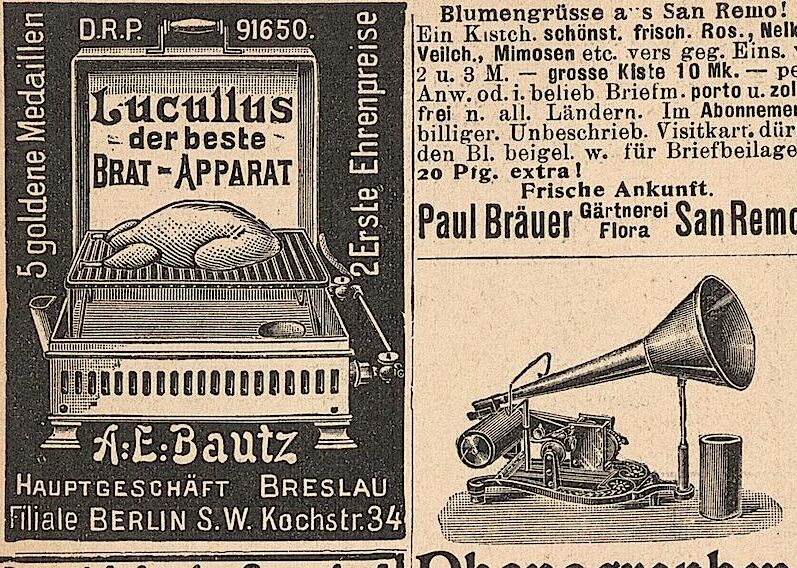 5 goldene Medaillen
D.R.P. 91650.
2 Erste Ehrenpreise
Lucullus
der beste
BRAT-APPARAT
A:E:Bautz
HAUPTGESCHÄFT BRESLAU
Filiale BERLIN S.W. Kochstr.34
Blumengrüsse a s San Remo!
Ein Kistch. schönst. frisch. Ros., Nelk
Veilch., Mimosen etc. vers geg. Eins. v
2 u. 3 M. — grosse Kiste 10 Mk. — pe
Anw. od. i. belieb Briefm. porto u. zol
frei n. all. Ländern. Im Abonnemen
billiger. Unbeschrieb. Visitkart. dür
den Bl. beigel. w. für Briefbeilage
20 Pfg. extra!
Frische Ankunft.
Paul Bräuer Gärtnerei Flora San Remo
Phonographen